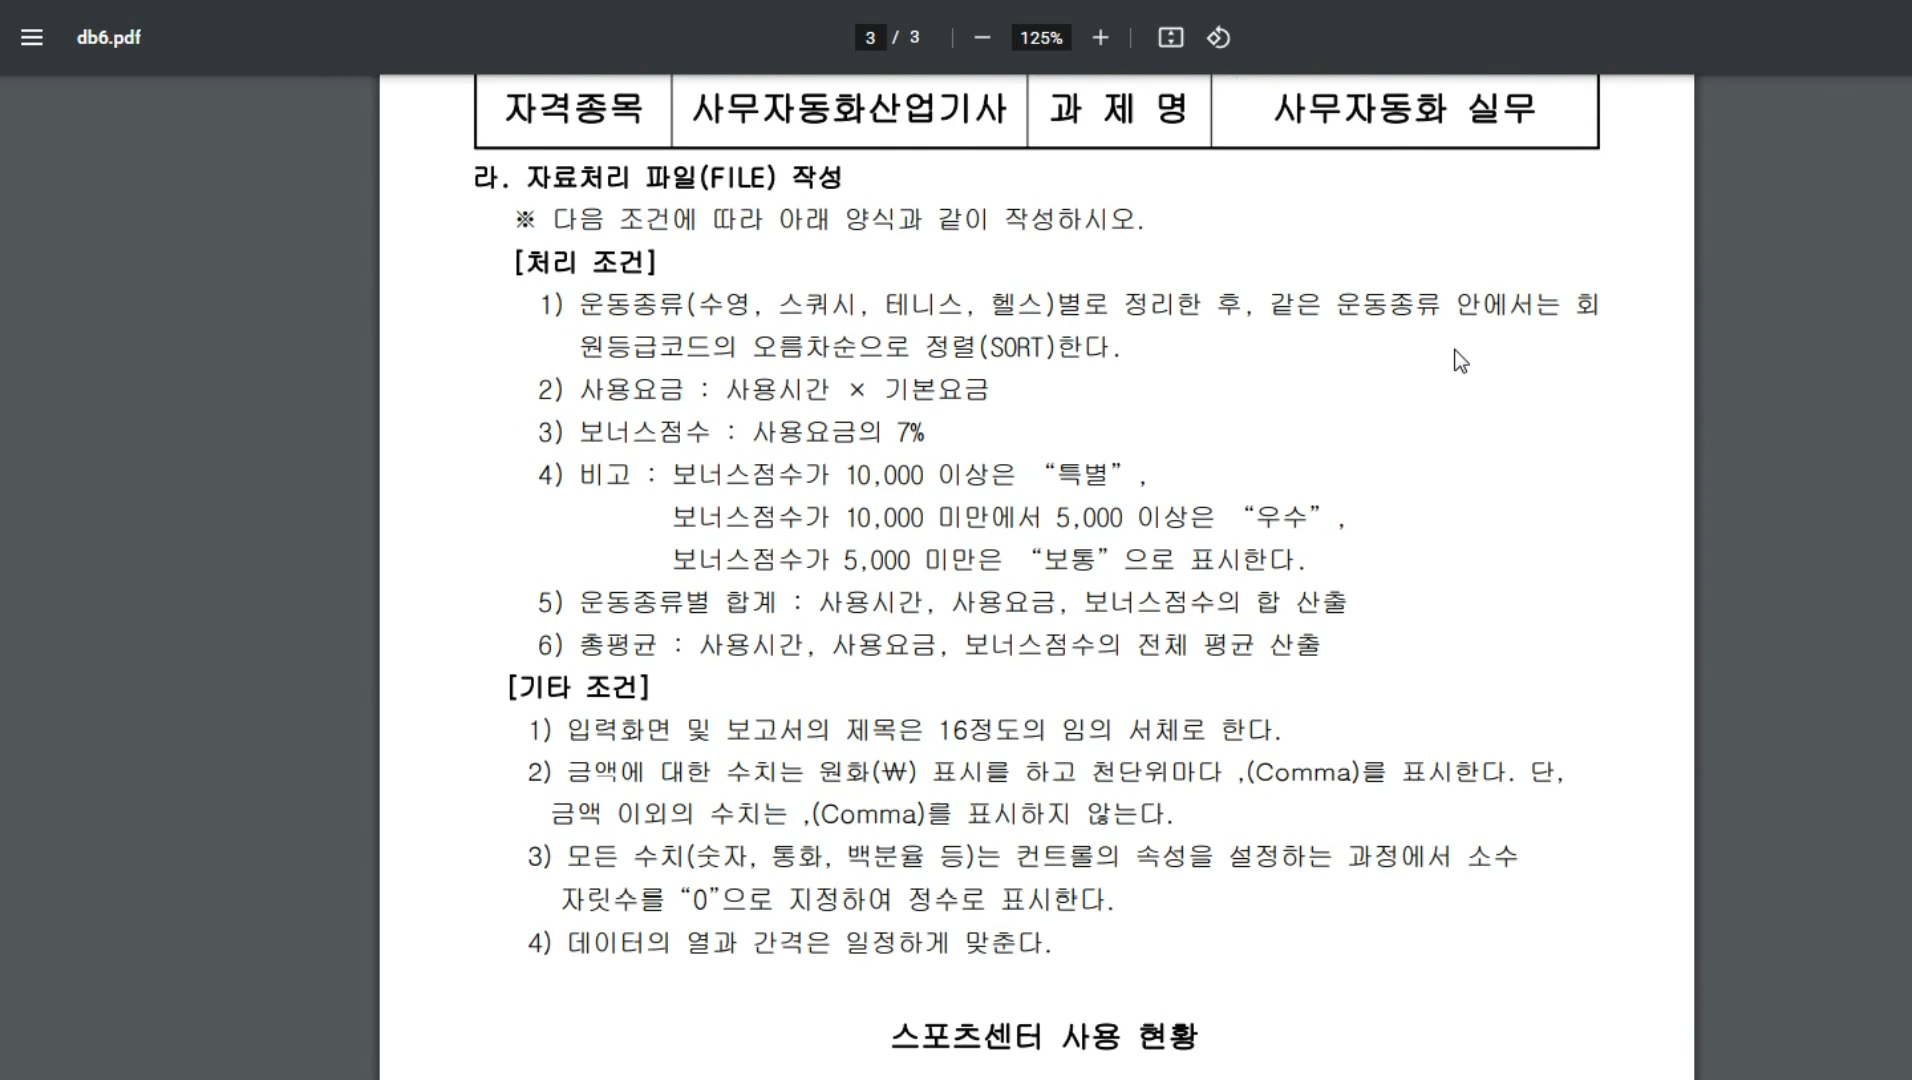 db6.pdf
3 / 3
125%
자격종목 사무자동화산업기사 과 제 명 사무자동화 실무
라. 자료처리 파일(FILE) 작성
※ 다음 조건에 따라 아래 양식과 같이 작성하시오.
[처리 조건]
1) 운동종류(수영, 스쿼시, 테니스, 헬스)별로 정리한 후, 같은 운동종류 안에서는 회
원등급코드의 오름차순으로 정렬(SORT)한다.
2) 사용요금 : 사용시간 × 기본요금
3) 보너스점수 : 사용요금의 7%
4) 비고 : 보너스점수가 10,000 이상은 “특별”,
보너스점수가 10,000 미만에서 5,000 이상은 “우수”,
보너스점수가 5,000 미만은 “보통”으로 표시한다.
5) 운동종류별 합계 : 사용시간, 사용요금, 보너스점수의 합 산출
6) 총평균 : 사용시간, 사용요금, 보너스점수의 전체 평균 산출
[기타 조건]
1) 입력화면 및 보고서의 제목은 16정도의 임의 서체로 한다.
2) 금액에 대한 수치는 원화(₩) 표시를 하고 천단위마다 ,(Comma)를 표시한다. 단,
금액 이외의 수치는 ,(Comma)를 표시하지 않는다.
3) 모든 수치(숫자, 통화, 백분율 등)는 컨트롤의 속성을 설정하는 과정에서 소수
자릿수를 “0”으로 지정하여 정수로 표시한다.
4) 데이터의 열과 간격은 일정하게 맞춘다.
스포츠센터 사용 현황